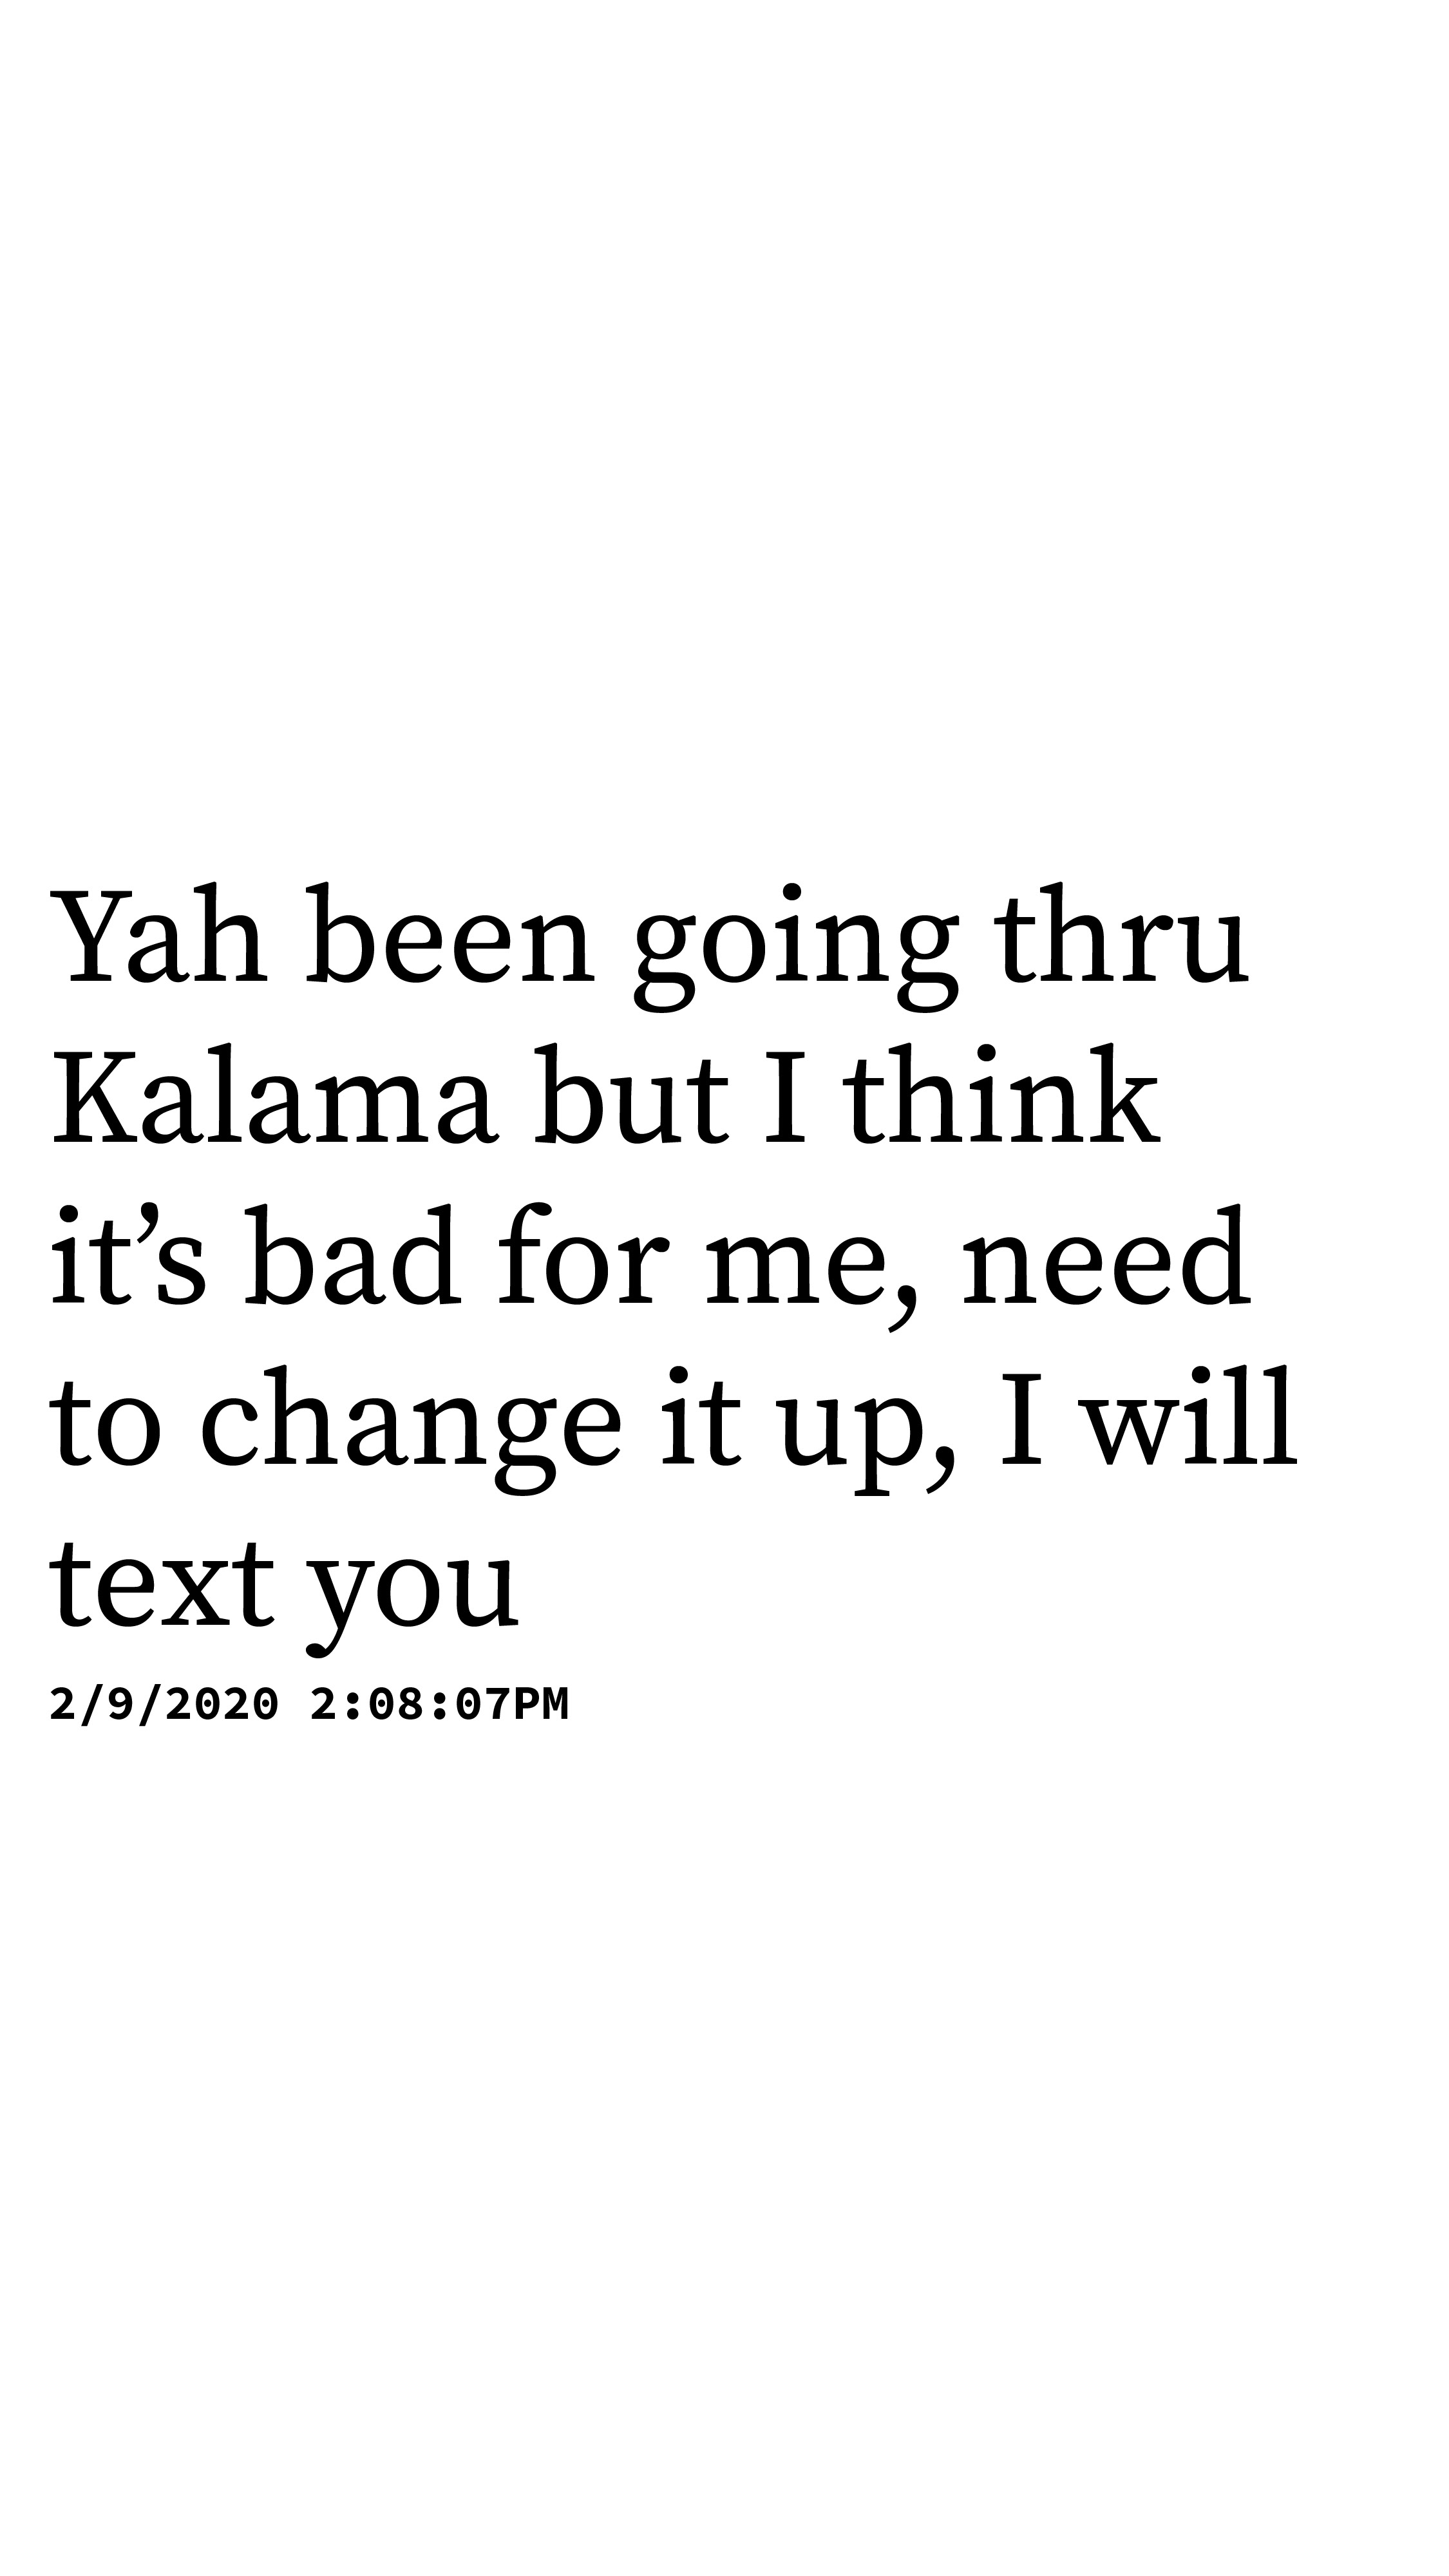 Yah been going thru
Kalama but I think
it’s bad for me, need
to change it up, I will
text you
2/9/2020 2:08:07PM